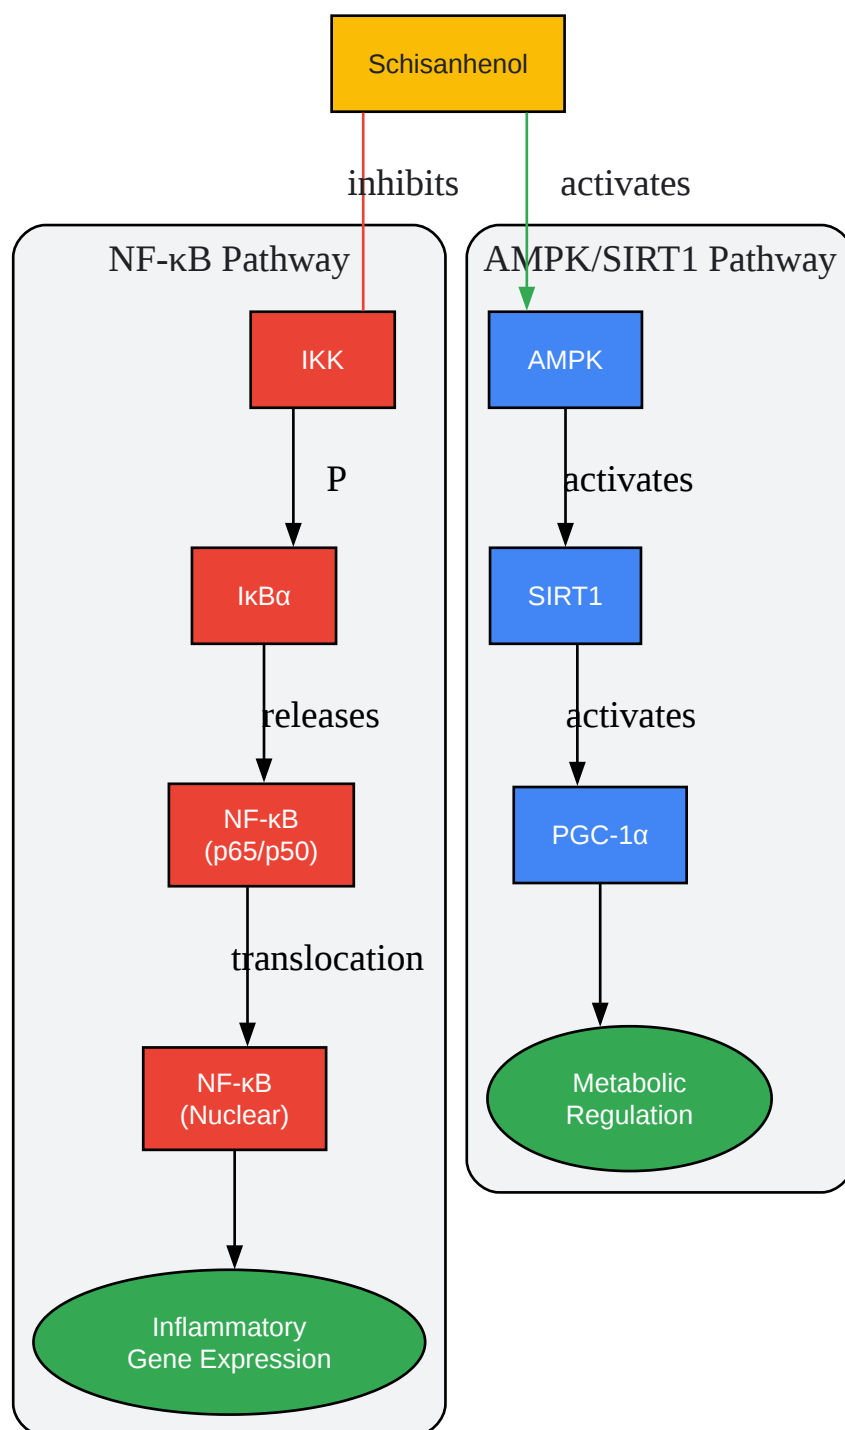 Schisanhenol
inhibits
activates
NF-κB Pathway
AMPK/SIRT1 Pathway
IKK
AMPK
P
activates
IκBα
SIRT1
releases
activates
NF-κB
(p65/p50)
PGC-1α
translocation
NF-κB
(Nuclear)
Metabolic
Regulation
Inflammatory
Gene Expression